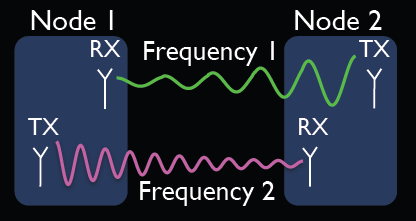 Node 1
Node 2
RX
Frequency 1
TX
TX
RX
Frequency 2